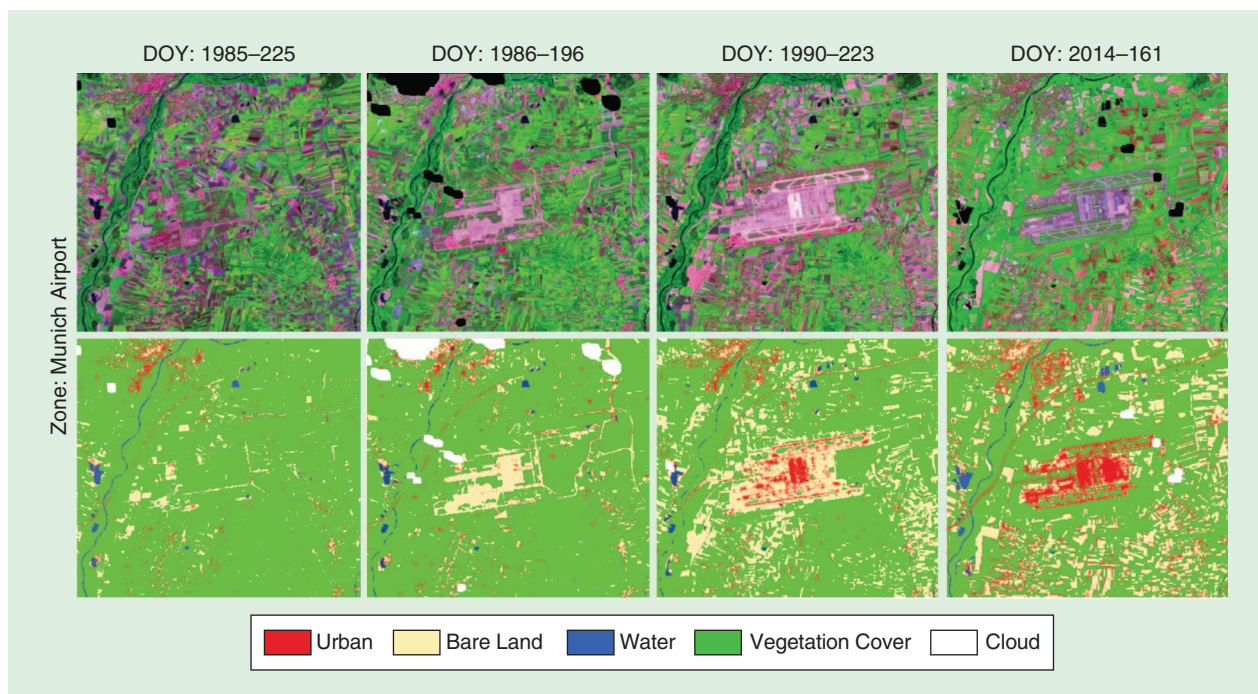 DOY: 1985–225
DOY: 1986–196
DOY: 1990–223
DOY: 2014–161
Zone: Munich Airport
Urban
Bare Land
Water
Vegetation Cover
Cloud